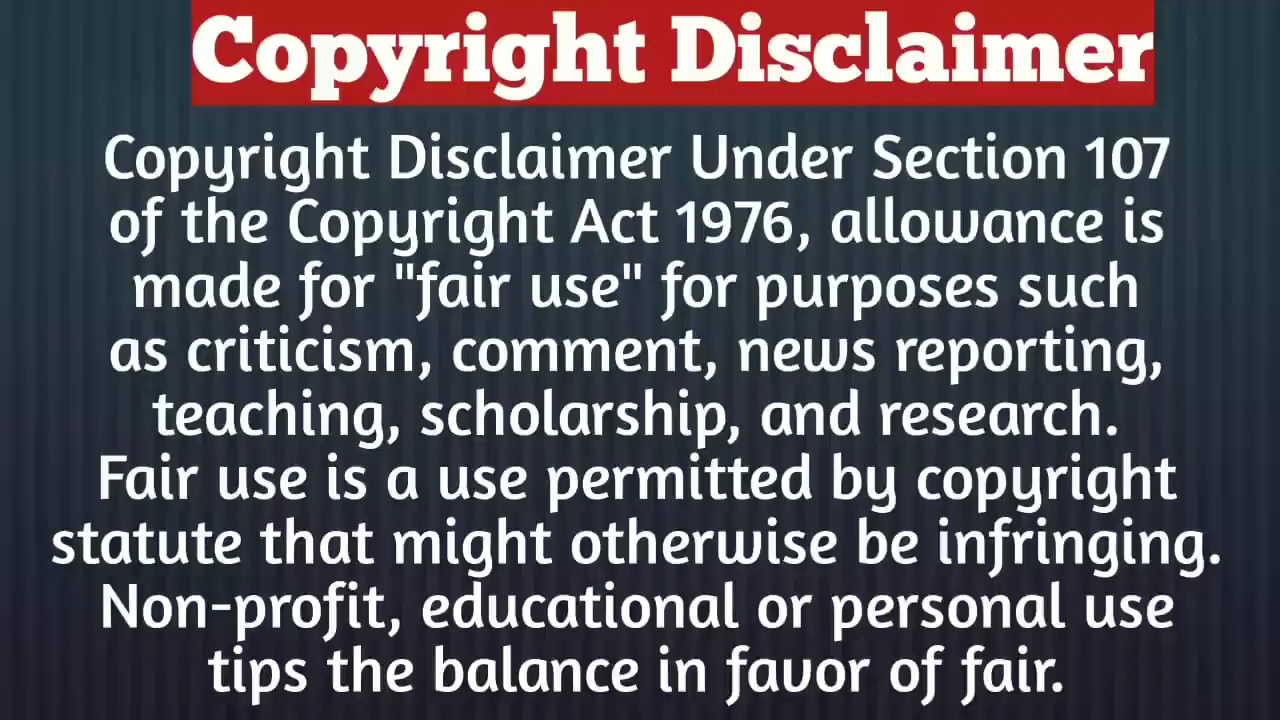 Copyright Disclaimer
Copyright Disclaimer Under Section 107
of the Copyright Act 1976, allowance is
made for "fair use" for purposes such
as criticism, comment, news reporting,
teaching, scholarship, and research.
Fair use is a use permitted by copyright
statute that might otherwise be infringing.
Non-profit, educational or personal use
tips the balance in favor of fair.